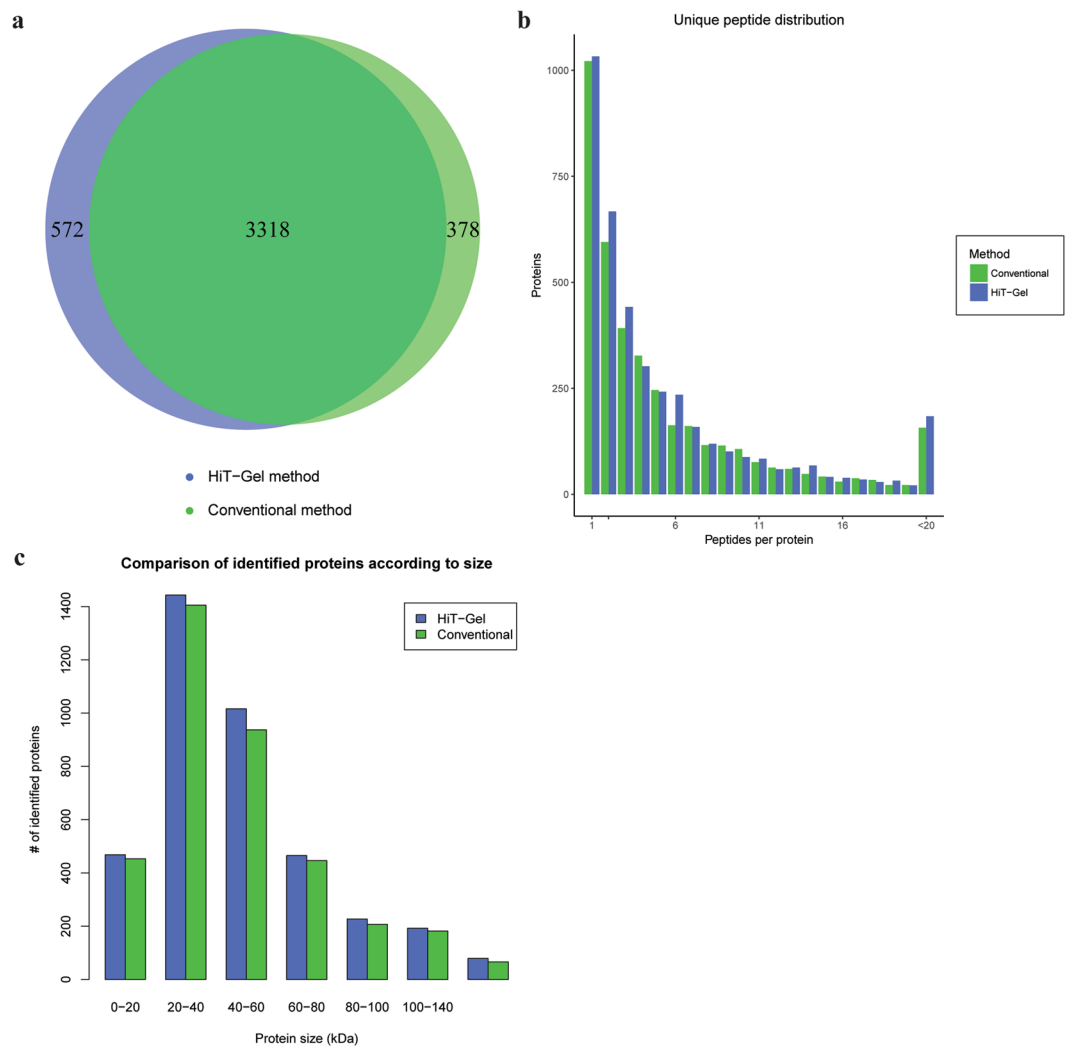 a
572
3318
378
HiT−Gel method
Conventional method
b
Unique peptide distribution
1000
750
500
250
0
Proteins
1
6
11
16
<20
Peptides per protein
Method
Conventional
HiT−Gel
c
Comparison of identified proteins according to size
1400
1200
1000
800
600
400
200
0
# of identified proteins
HiT−Gel
Conventional
0−20
20−40
40−60
60−80
80−100
100−140
Protein size (kDa)